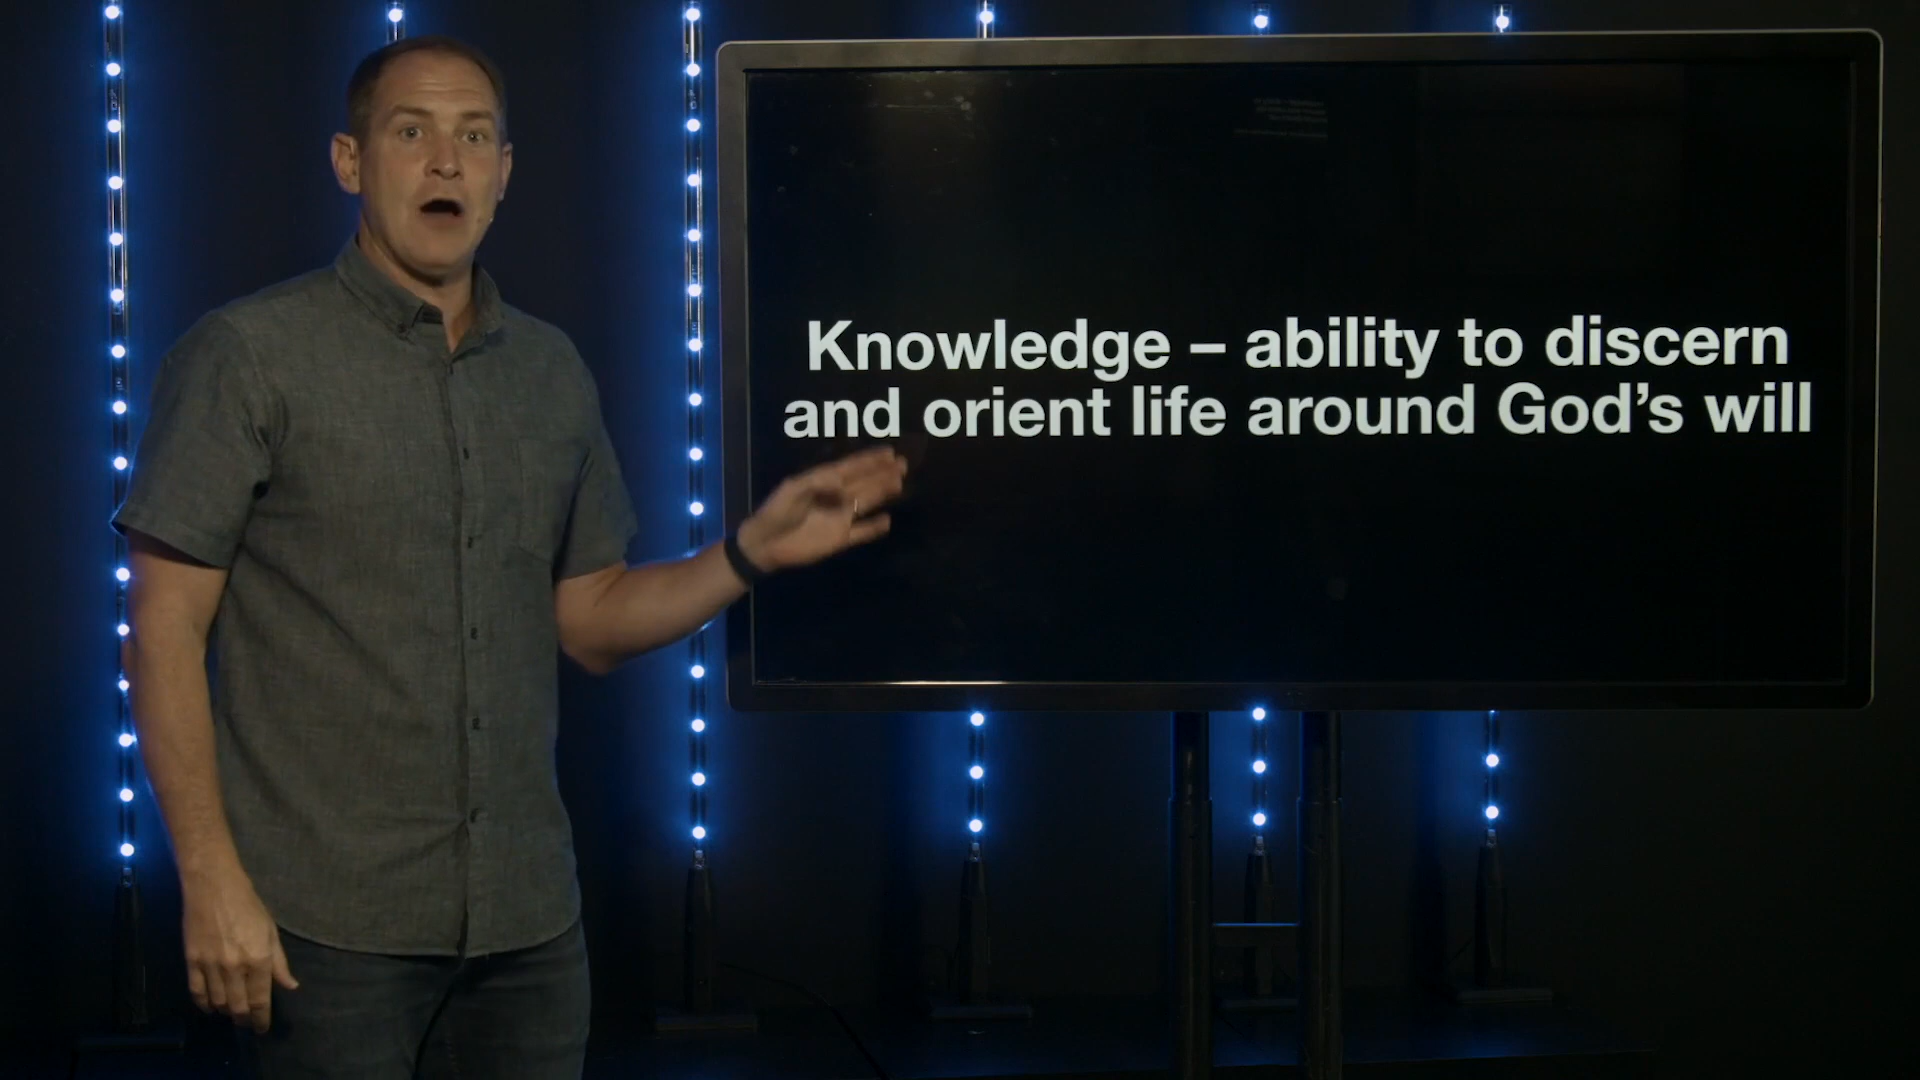 Knowledge – ability to discern
and orient life around God’s will